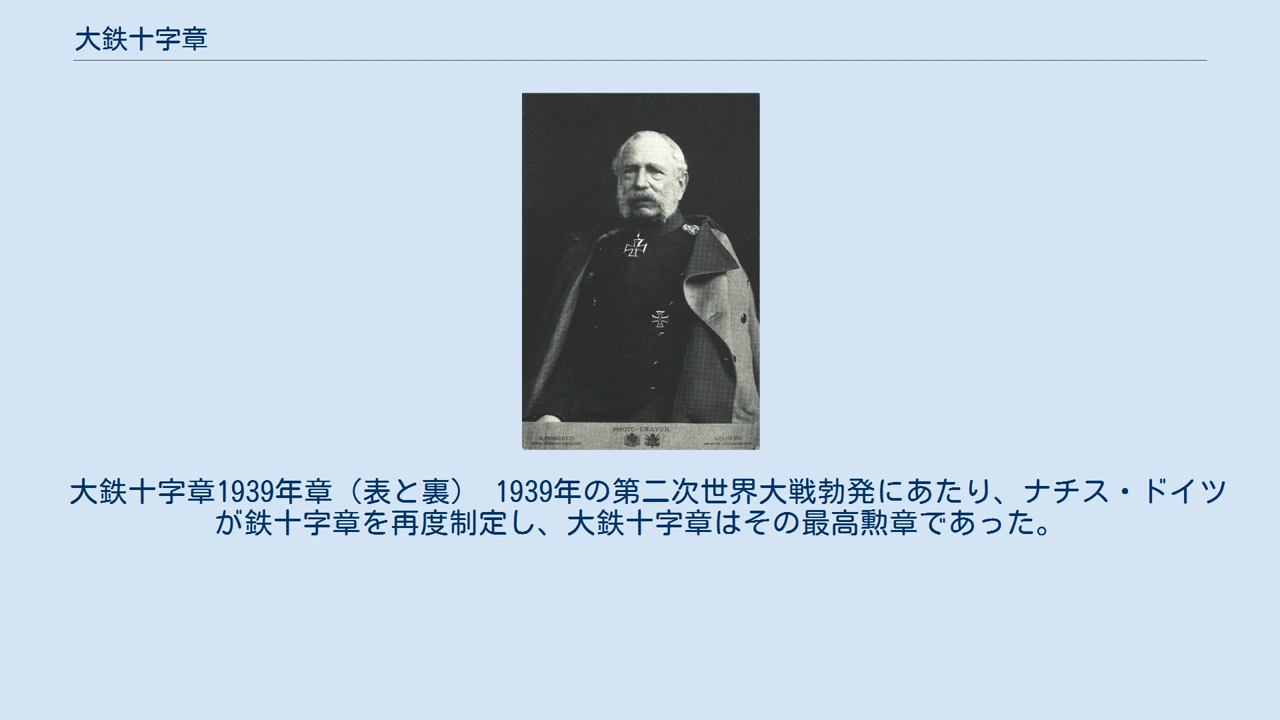 大鉄十字章
PHOTO-CRAYON.
大鉄十字章1939年章（表と裏） 1939年の第二次世界大戦勃発にあたり、ナチス・ドイツ
が鉄十字章を再度制定し、大鉄十字章はその最高勲章であった。